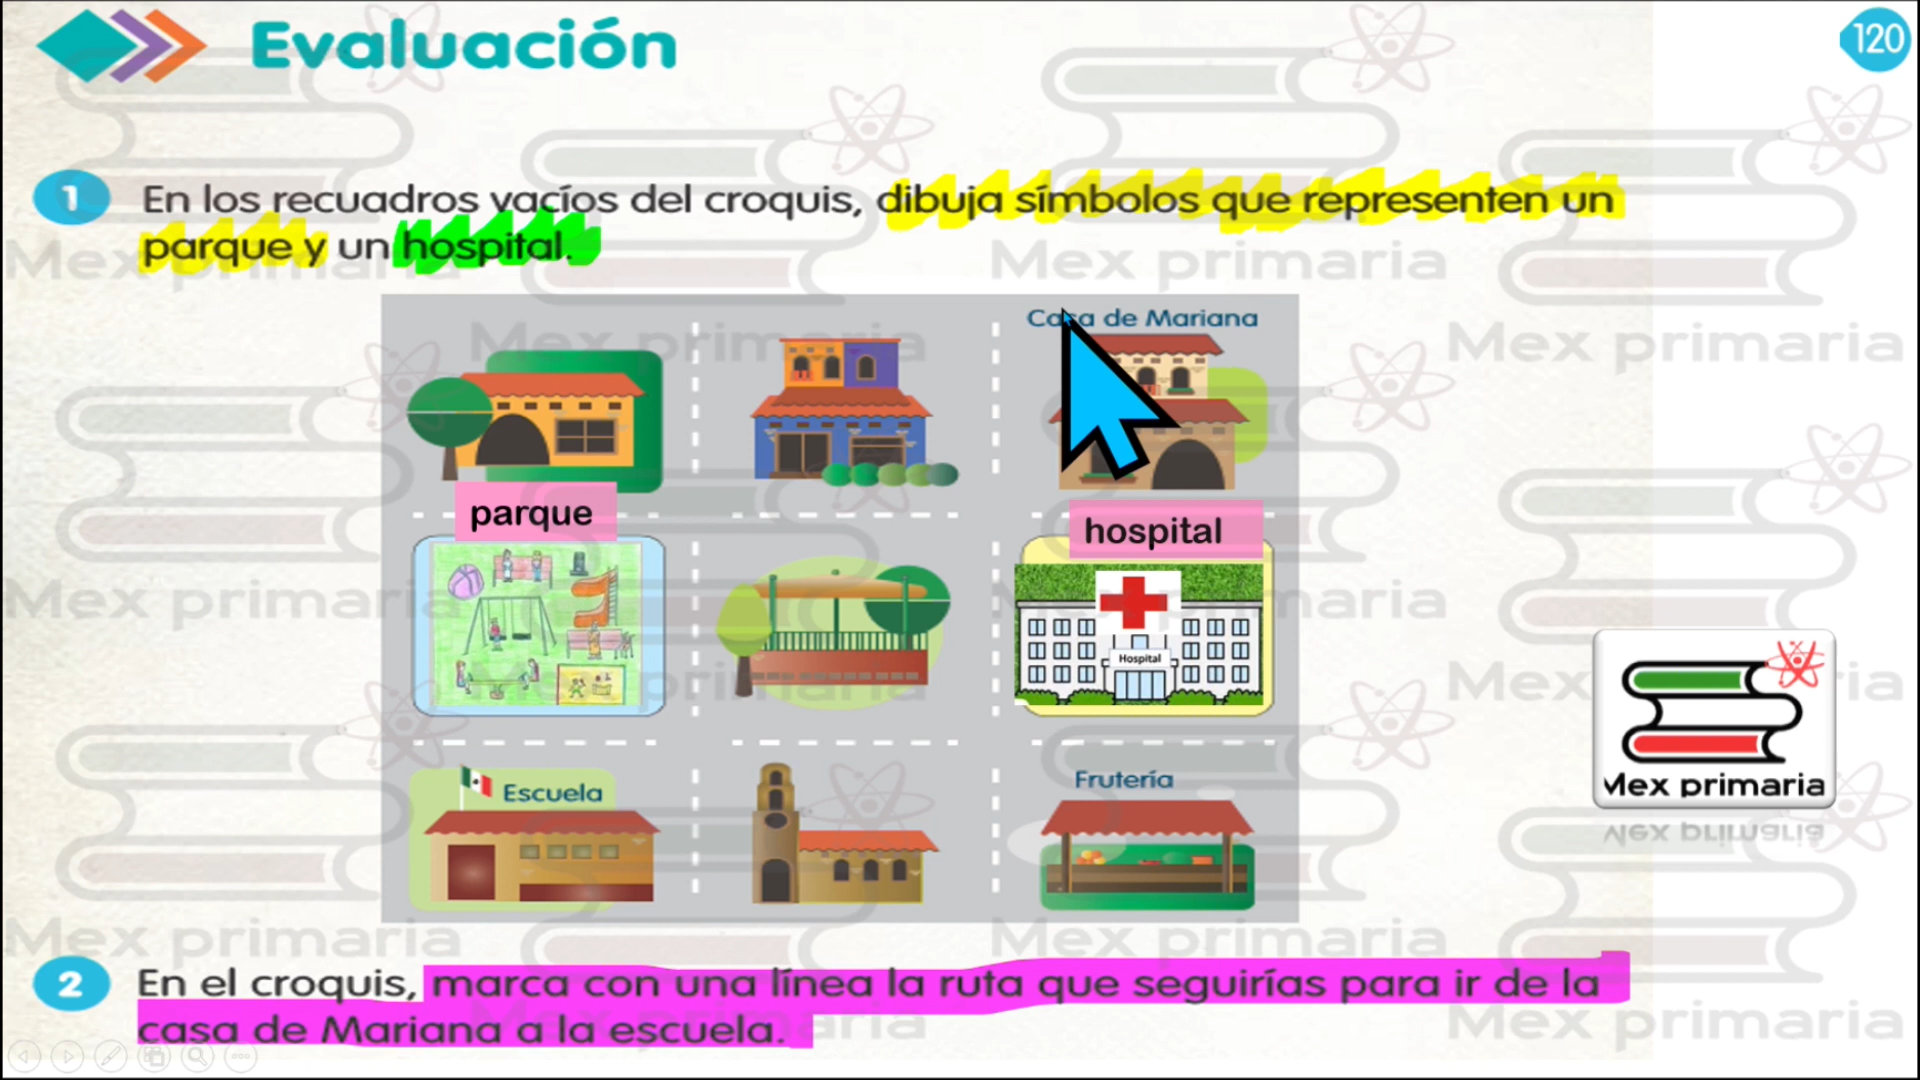 Evaluación
120
1 En los recuadros vacíos del croquis, dibuja símbolos que representen un
parque y un hospital.
Casa de Mariana
parque
hospital
Hospital
Escuela
Frutería
Mex primaria
2 En el croquis, marca con una línea la ruta que seguirías para ir de la
casa de Mariana a la escuela.